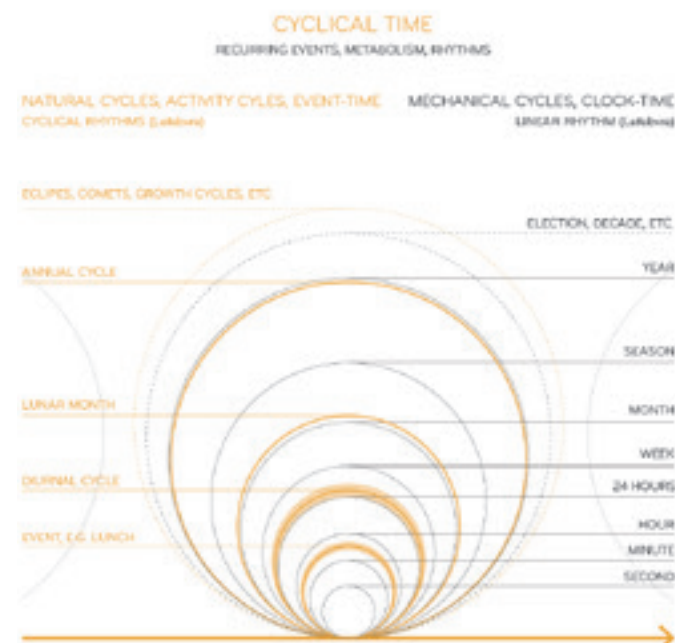 CYCLICAL TIME
RECURRING EVENTS, METABOLISM, RHYTHMS
NATURAL CYCLES, ACTIVITY CYLES, EVENT-TIME
CYCLICAL RHYTHMS (Lefebvre)
MECHANICAL CYCLES, CLOCK-TIME
LINEAR RHYTHM (Lefebvre)
ECLIPES, COMETS, GROWTH CYCLES, ETC
ELECTION, DECADE, ETC.
YEAR
ANNUAL CYCLE
SEASON
LUNAR MONTH
MONTH
WEEK
DIURNAL CYCLE
24 HOURS
HOUR
EVENT, E.G. LUNCH
MINUTE
SECOND